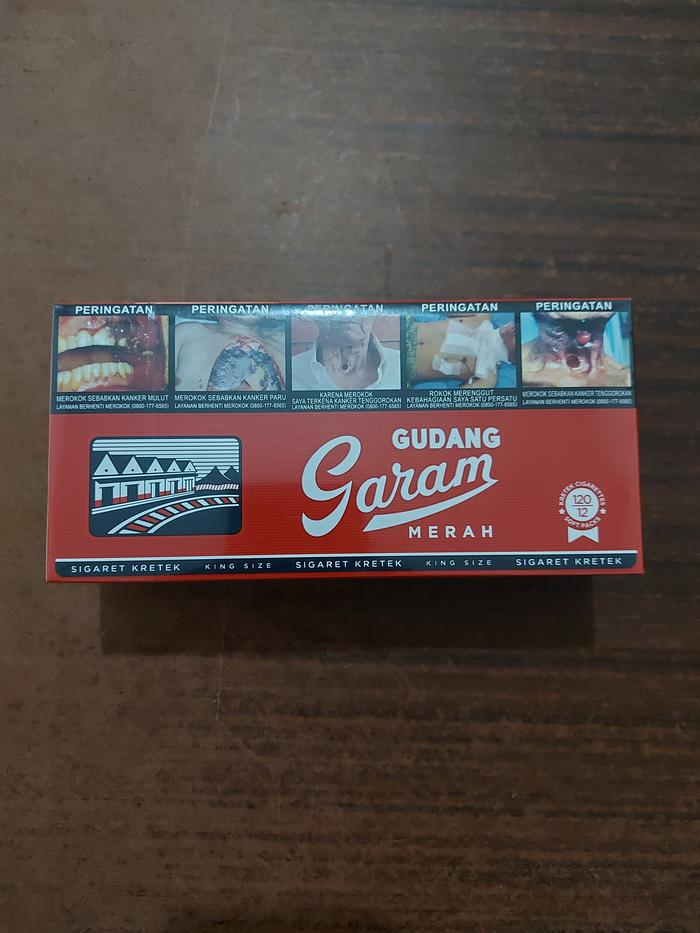 PERINGATAN
MEROKOK SEBABKAN KANKER MULUT
LAYANAN BERHENTI MEROKOK (0800-177-6565)
PERINGATAN
MEROKOK SEBABKAN KANKER PARU
LAYANAN BERHENTI MEROKOK (0800-177-6565)
PERINGATAN
KARENA MEROKOK
SAYA TERKENA KANKER TENGGOROKAN
LAYANAN BERHENTI MEROKOK (0800-177-6565)
PERINGATAN
ROKOK MERENGGUT
KEBAHAGIAAN SAYA SATU PERSATU
LAYANAN BERHENTI MEROKOK (0800-177-6565)
PERINGATAN
MEROKOK SEBABKAN KANKER TENGGOROKAN
LAYANAN BERHENTI MEROKOK (0800-177-6565)
GUDANG
Garam
MERAH
KRETEK CIGARETTES
120
12
SOFT PACKS
SIGARET KRETEK KING SIZE SIGARET KRETEK KING SIZE SIGARET KRETEK